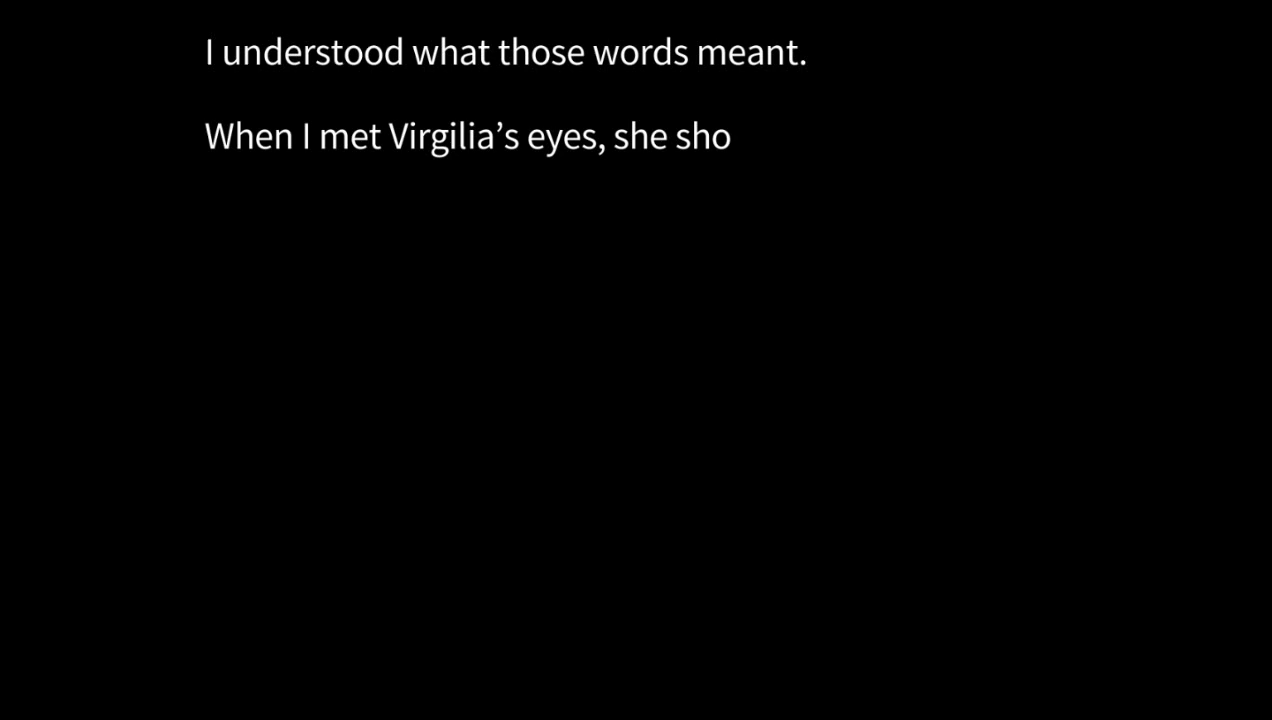 I understood what those words meant.
When I met Virgilia’s eyes, she sho